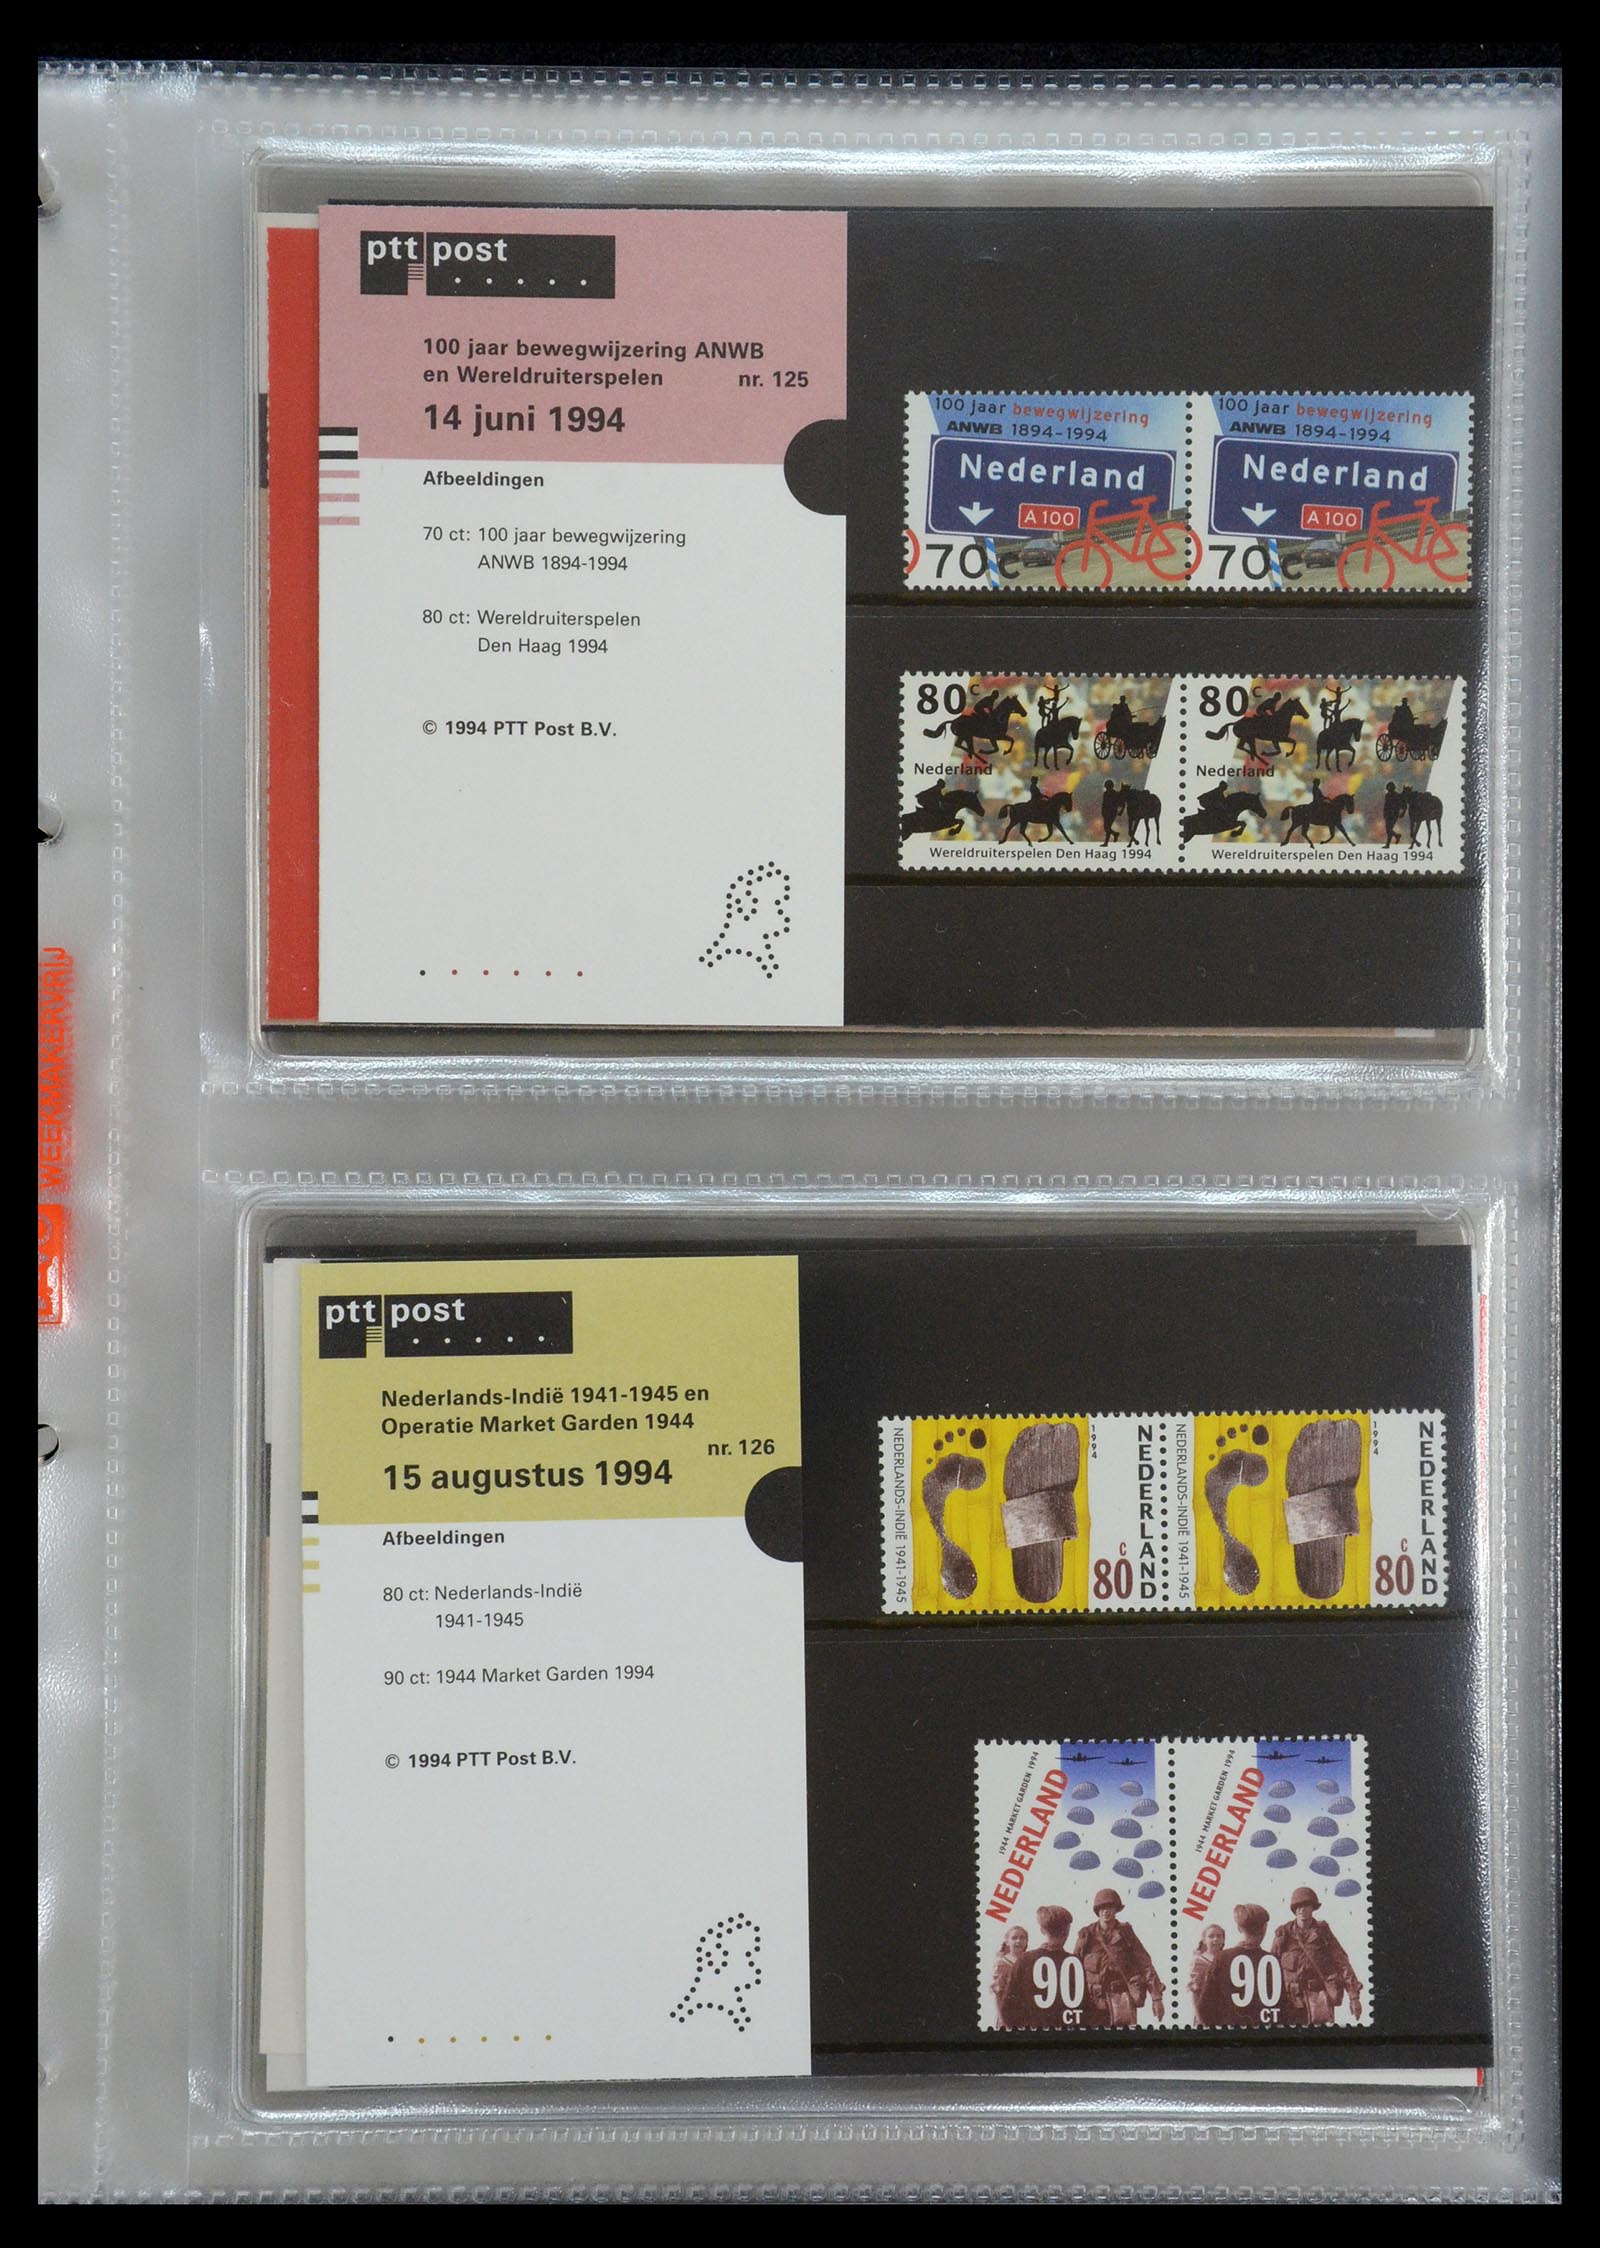 ptt post
100 jaar bewegwijzering ANWB
en Wereldruiterspelen nr. 125
14 juni 1994
Afbeeldingen
70 ct: 100 jaar bewegwijzering
ANWB 1894-1994
80 ct: Wereldruiterspelen
Den Haag 1994
© 1994 PTT Post B.V.
100 jaar bewegwijzering
ANWB 1894-1994
Nederland
A 100
70c
100 jaar bewegwijzering
ANWB 1894-1994
Nederland
A 100
70c
80c
Nederland
Wereldruiterspelen Den Haag 1994
80c
Nederland
Wereldruiterspelen Den Haag 1994
WEEKMAKERVRIJ
ptt post
Nederlands-Indië 1941-1945 en
Operatie Market Garden 1944
nr. 126
15 augustus 1994
Afbeeldingen
80 ct: Nederlands-Indië
1941-1945
90 ct: 1944 Market Garden 1994
© 1994 PTT Post B.V.
NEDERLANDS-INDIË 1941-1945
1994
NEDERLAND
80c
NEDERLANDS-INDIË 1941-1945
1994
NEDERLAND
80c
1944 MARKET GARDEN 1994
NEDERLAND
90
CT
1944 MARKET GARDEN 1994
NEDERLAND
90
CT